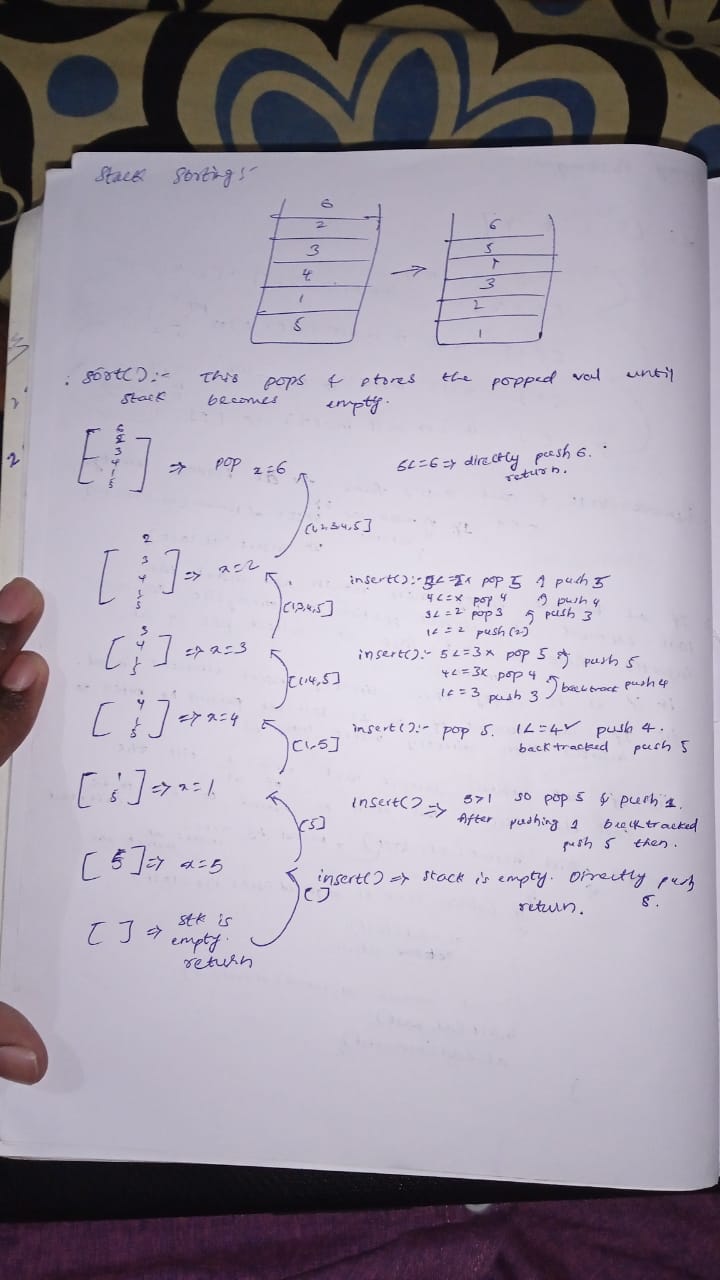 Stack Sorting:-
6
2
3
4
1
5
→
6
5
3
2
1
: sort():- This pops & stores the popped val until
stack becomes empty.
[6 2 3 4 1 5] ⇒ pop x=6
6<=6 ⇒ directly push 6.
return.
[1,2,3,4,5]
[2 3 4 1 5] ⇒ x=2
insert():- 5<=2x pop 5 push 5
4<=x pop 4 push 4
3<=2 pop 3 push 3
1<=2 push(2)
[1,3,4,5]
[3 4 1 5] ⇒ x=3
insert():- 5<=3x pop 5 push 5
4<=3x pop 4
1<=3 push 3 backtrack push 4
[1,4,5]
[4 1 5] ⇒ x=4
insert():- pop 5. 1<=4✓ push 4.
backtracked push 5
[1,5]
[1 5] ⇒ x=1
insert() ⇒ 5>1 so pop 5 & push 1.
After pushing 1 backtracked
push 5 then.
[5]
[5] ⇒ x=5
insert() ⇒ stack is empty. Directly push
5.
return.
[]
[ ] ⇒ stk is
empty.
return
2